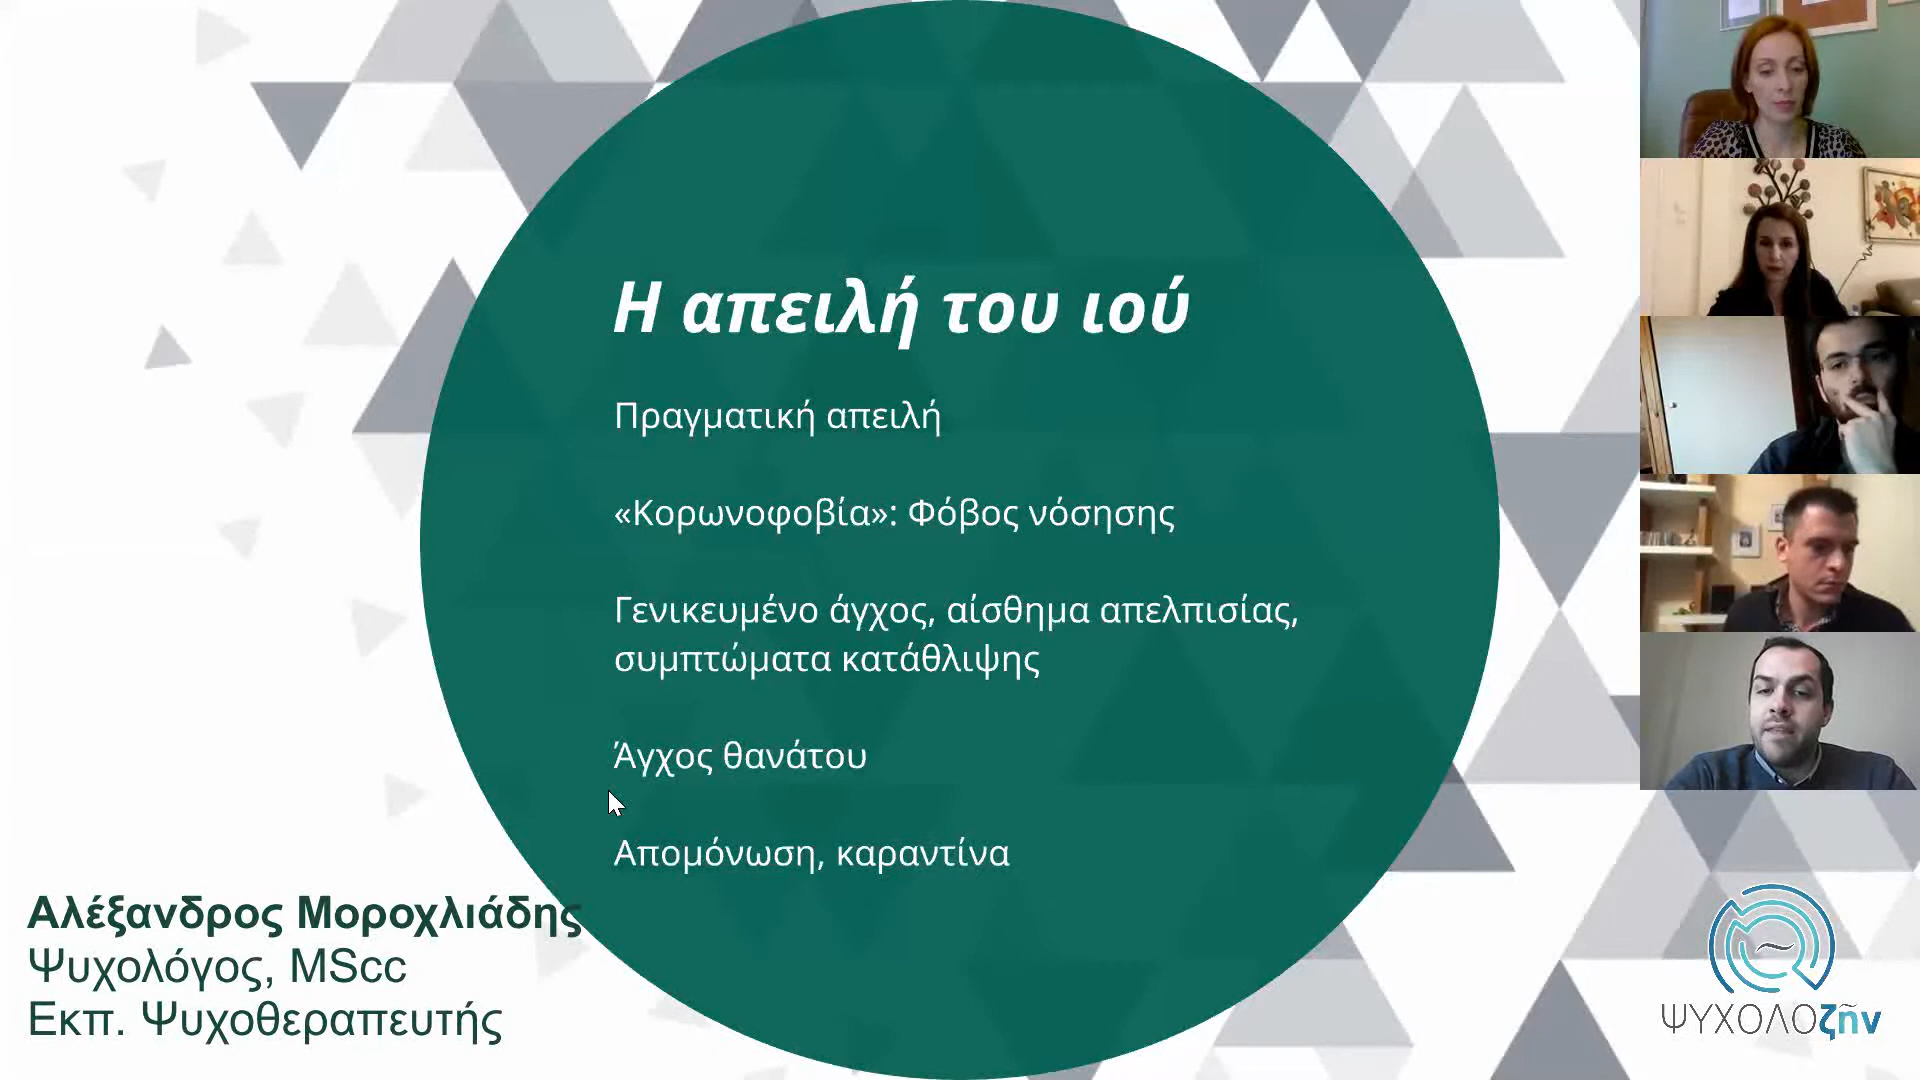 Η απειλή του ιού
Πραγματική απειλή
«Κορωνοφοβία»: Φόβος νόσησης
Γενικευμένο άγχος, αίσθημα απελπισίας,
συμπτώματα κατάθλιψης
Άγχος θανάτου
Απομόνωση, καραντίνα
Αλέξανδρος Μοροχλιάδης
Ψυχολόγος, MScc
Εκπ. Ψυχοθεραπευτής
ΨΥΧΟΛΟζῆν